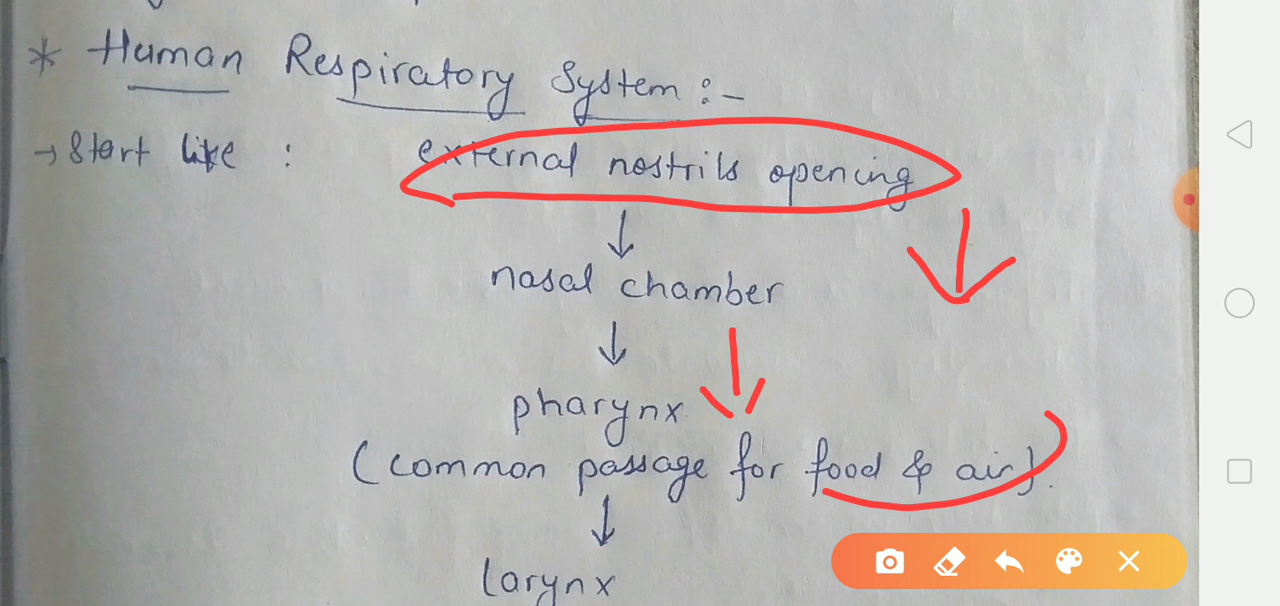 * Human Respiratory System :-
→ Start like : external nostrils opening
↓
nasal chamber
↓
pharynx
(common passage for food & air).
↓
larynx